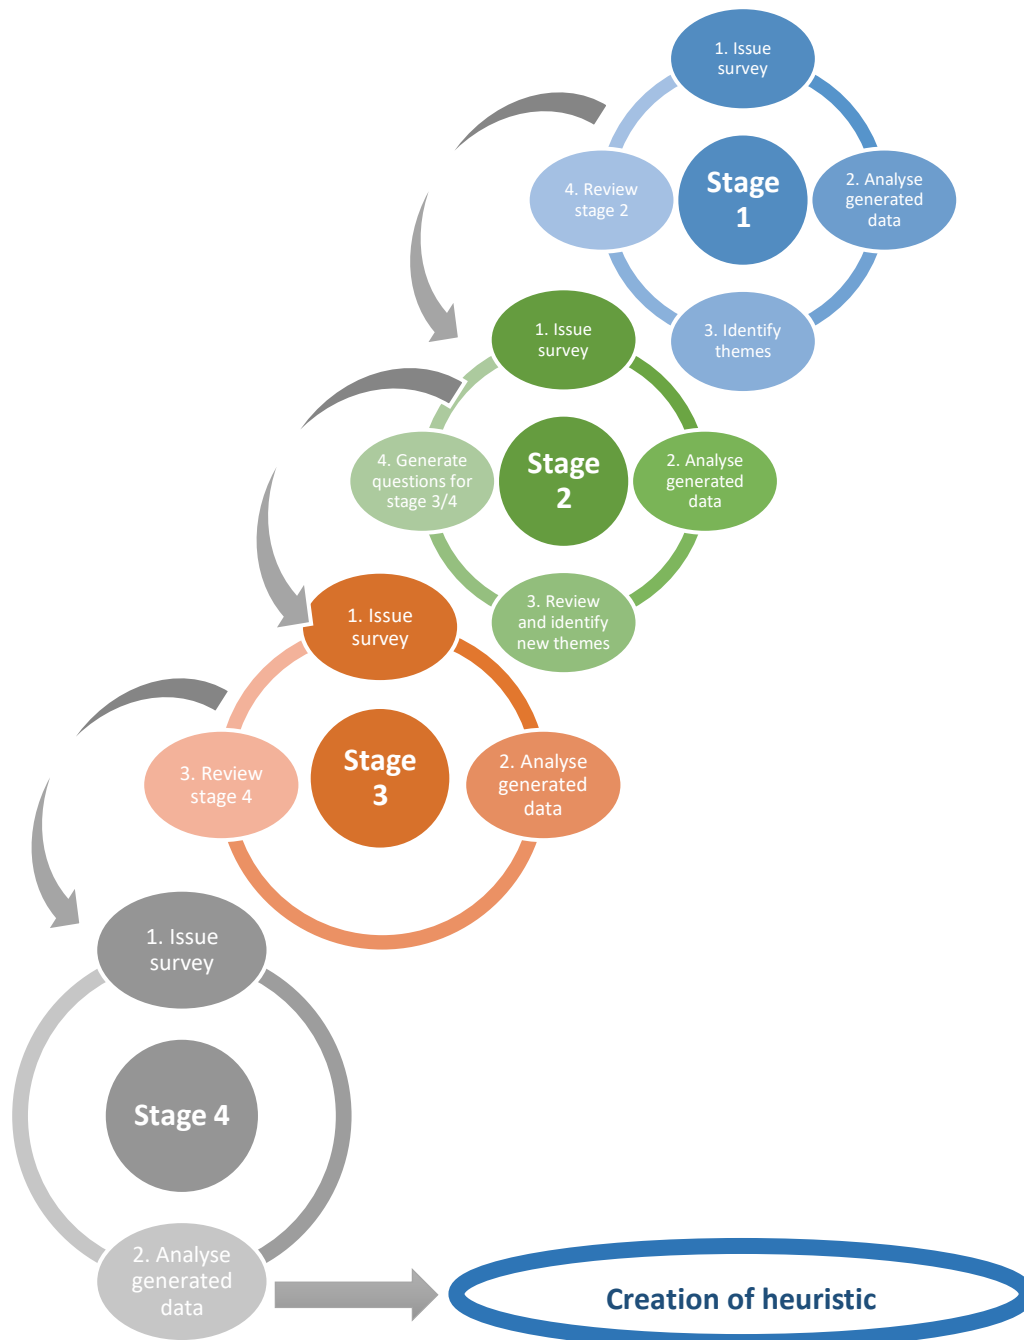 1. Issue
survey
Stage
1
2. Analyse
generated
data
3. Identify
themes
4. Review
stage 2
1. Issue
survey
Stage
2
2. Analyse
generated
data
3. Review
and identify
new themes
4. Generate
questions for
stage 3/4
1. Issue
survey
Stage
3
2. Analyse
generated
data
3. Review
stage 4
1. Issue
survey
Stage 4
2. Analyse
generated
data
Creation of heuristic